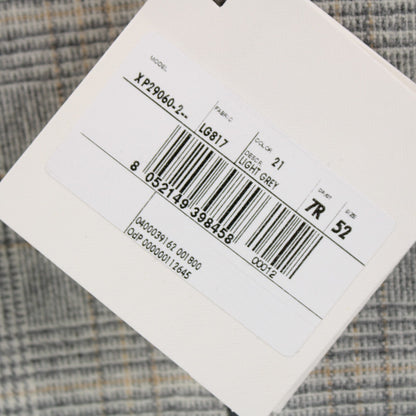 MODEL
XP29060-2--
FABRIC
LG817
COLOR
21
DESCR.
LIGHT GREY
DROP
7R
SIZE
52
8 052149 398458
00012
0400039162.001B00
OdP 000000112645